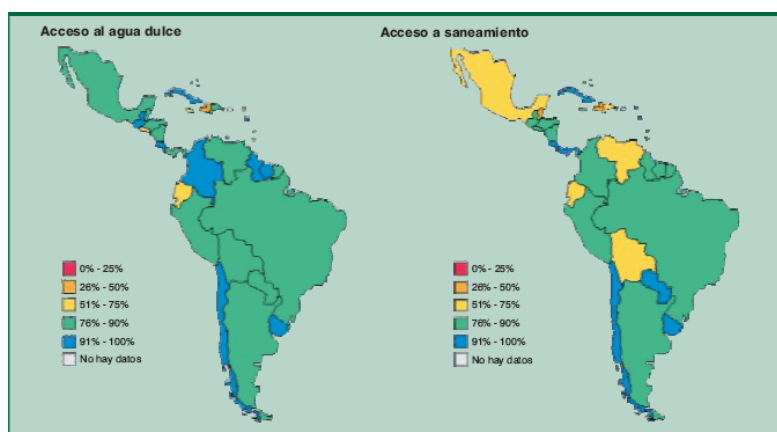 Acceso al agua dulce
0% - 25%
26% - 50%
51% - 75%
76% - 90%
91% - 100%
No hay datos
Acceso a saneamiento
0% - 25%
26% - 50%
51% - 75%
76% - 90%
91% - 100%
No hay datos